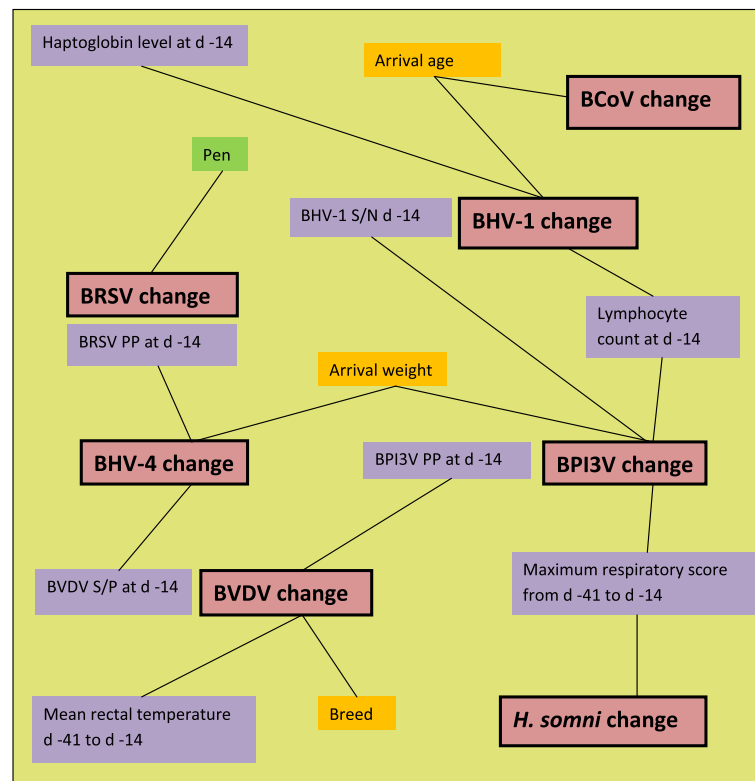 Haptoglobin level at d -14
Arrival age
BCoV change
Pen
BHV-1 S/N d -14
BHV-1 change
BRSV change
Lymphocyte
count at d -14
BRSV PP at d -14
Arrival weight
BHV-4 change
BPI3V PP at d -14
BPI3V change
BVDV S/P at d -14
BVDV change
Maximum respiratory score
from d -41 to d -14
Mean rectal temperature
d -41 to d -14
Breed
H. somni change